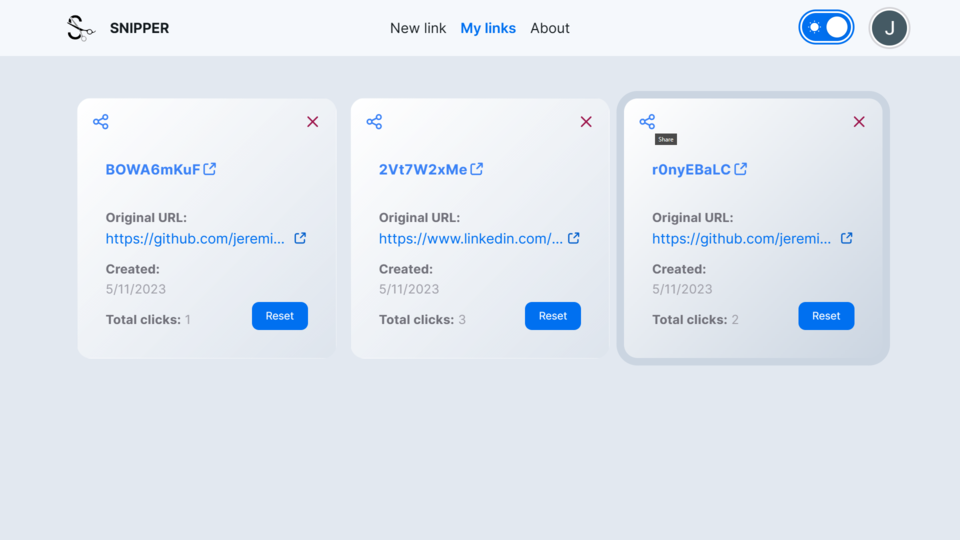 SNIPPER
New link My links About
J
BOWA6mKuF
Original URL:
https://github.com/jeremi...
Created:
5/11/2023
Total clicks: 1
Reset
2Vt7W2xMe
Original URL:
https://www.linkedin.com/...
Created:
5/11/2023
Total clicks: 3
Reset
Share
r0nyEBaLC
Original URL:
https://github.com/jeremi...
Created:
5/11/2023
Total clicks: 2
Reset